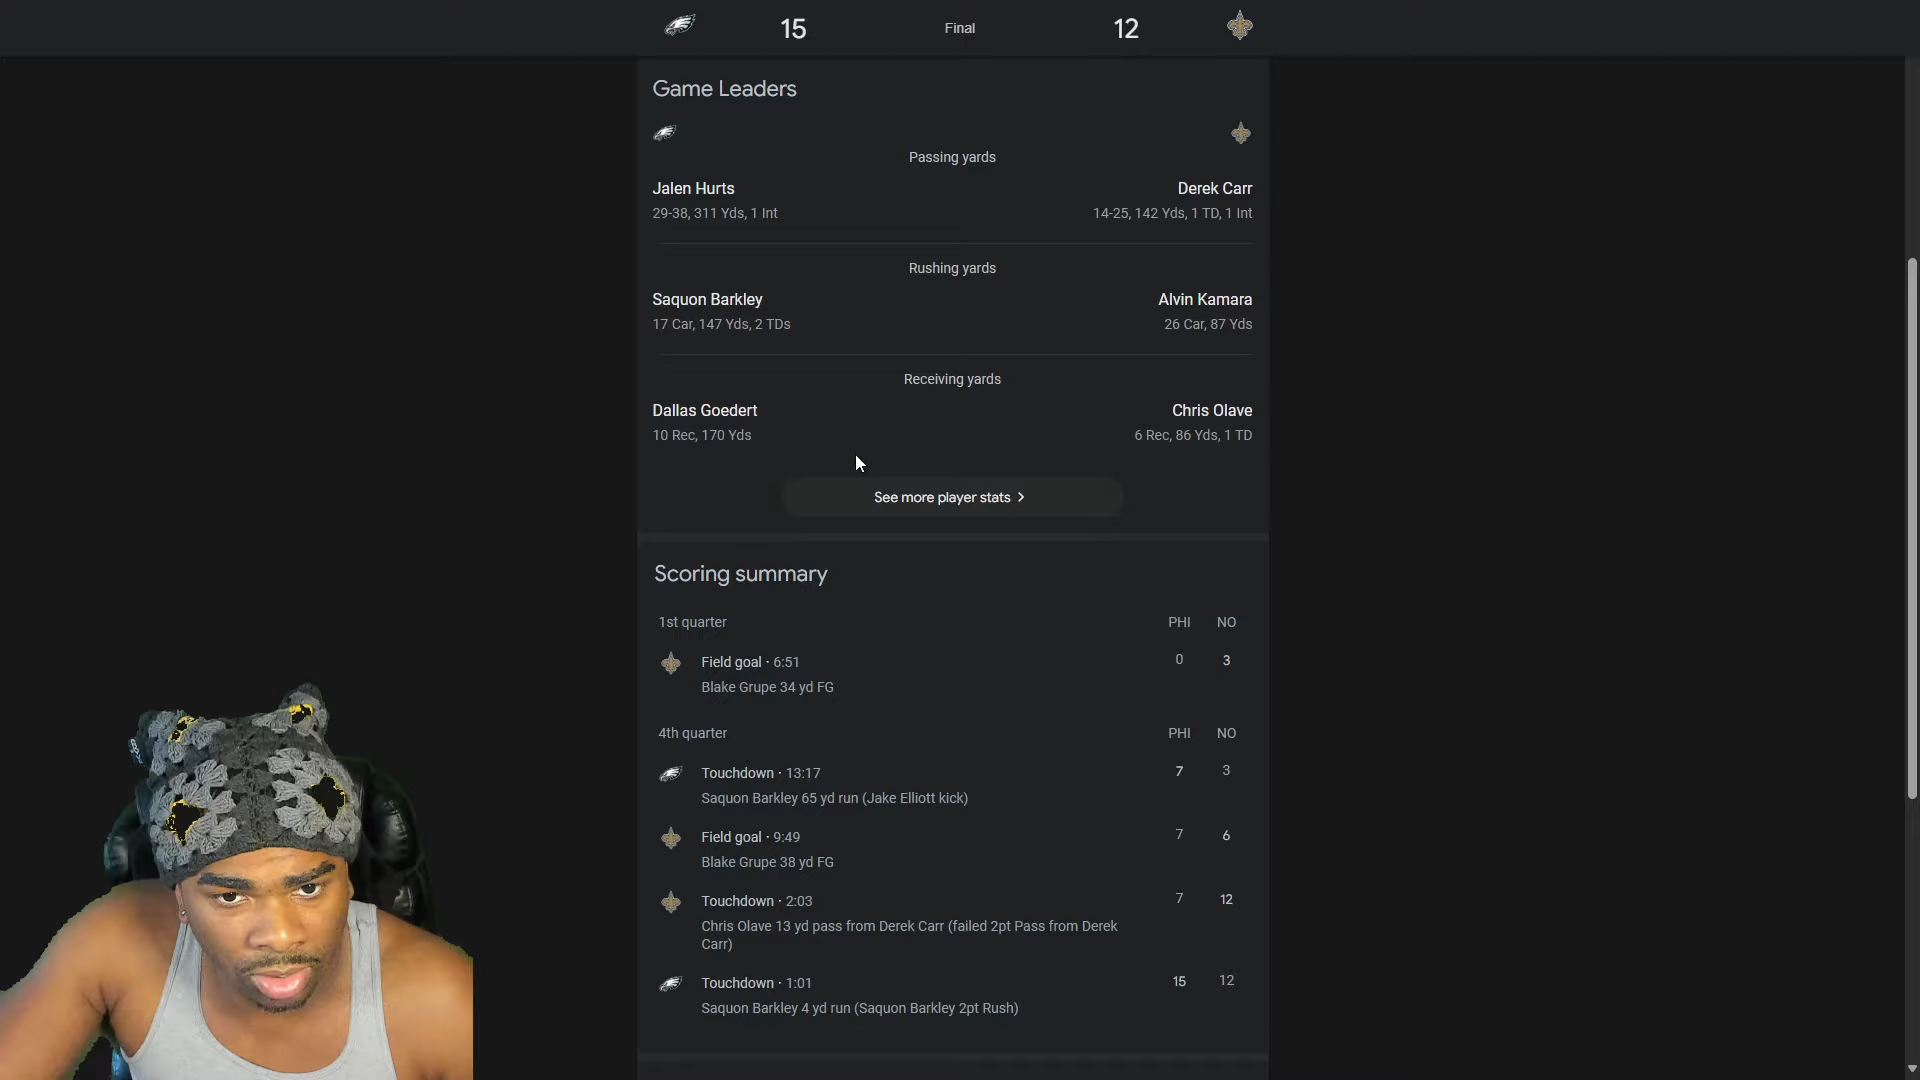 15 Final 12
Game Leaders
Passing yards
Jalen Hurts Derek Carr
29-38, 311 Yds, 1 Int 14-25, 142 Yds, 1 TD, 1 Int
Rushing yards
Saquon Barkley Alvin Kamara
17 Car, 147 Yds, 2 TDs 26 Car, 87 Yds
Receiving yards
Dallas Goedert Chris Olave
10 Rec, 170 Yds 6 Rec, 86 Yds, 1 TD
See more player stats
Scoring summary
1st quarter PHI NO
Field goal · 6:51 0 3
Blake Grupe 34 yd FG
4th quarter PHI NO
Touchdown · 13:17 7 3
Saquon Barkley 65 yd run (Jake Elliott kick)
Field goal · 9:49 7 6
Blake Grupe 38 yd FG
Touchdown · 2:03 7 12
Chris Olave 13 yd pass from Derek Carr (failed 2pt Pass from Derek
Carr)
Touchdown · 1:01 15 12
Saquon Barkley 4 yd run (Saquon Barkley 2pt Rush)